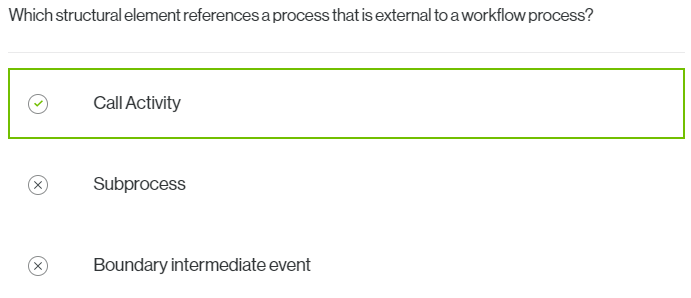 Which structural element references a process that is external to a workflow process?
Call Activity
Subprocess
Boundary intermediate event